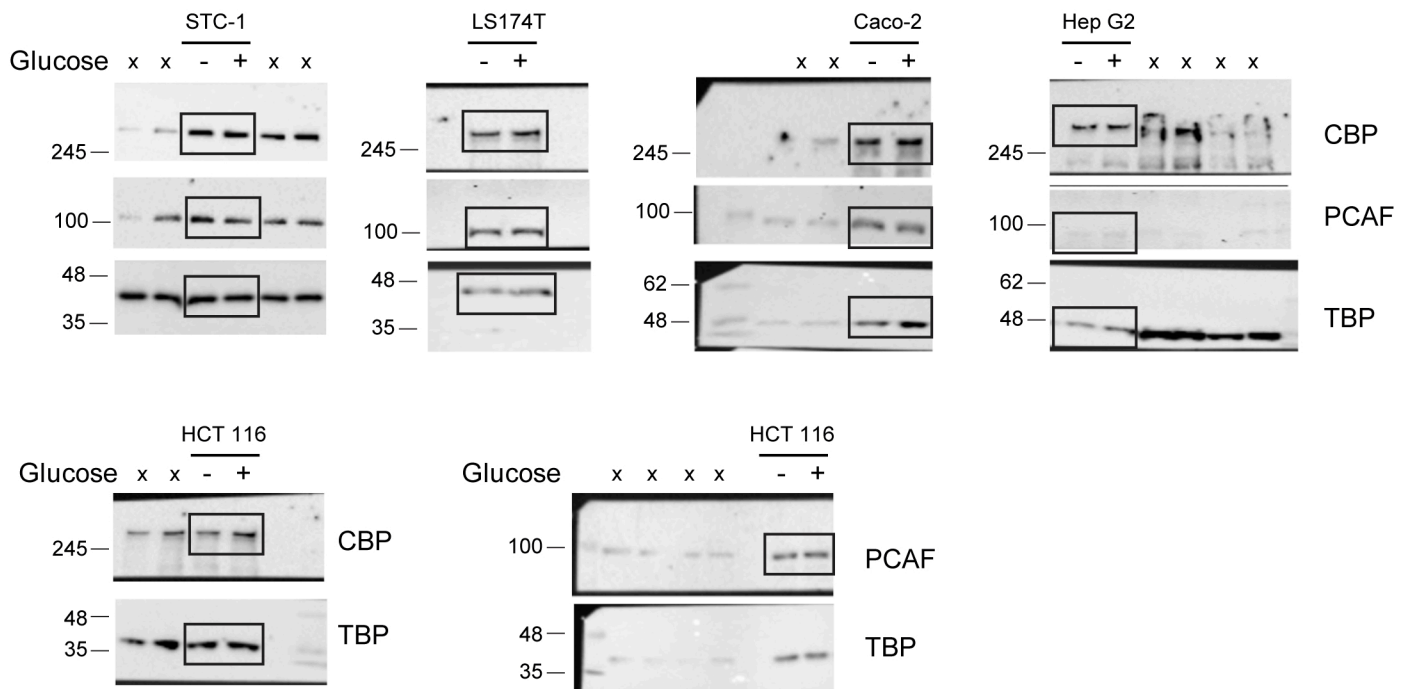 STC-1 LS174T Caco-2 Hep G2
Glucose x x - + x x - + x x - + - + x x x x
245 245 245 245 CBP
100 100 100 100 PCAF
48 35 48 35 62 48 62 48 TBP
HCT 116 HCT 116
Glucose x x - + Glucose x x x x - +
245 CBP 100 PCAF
48 35 TBP 48 35 TBP